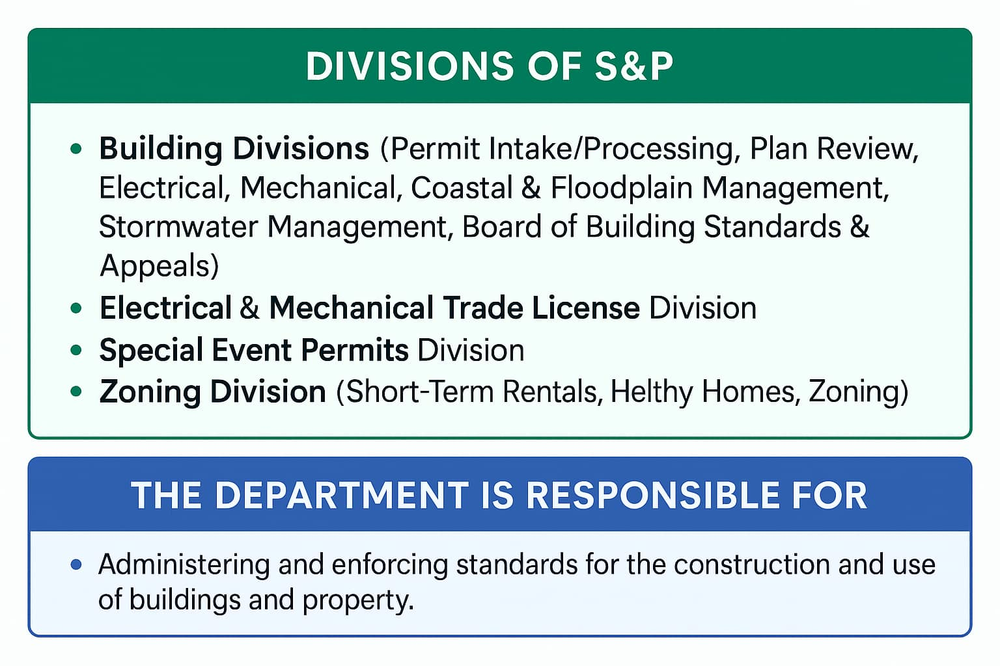 DIVISIONS OF S&P
• Building Divisions (Permit Intake/Processing, Plan Review,
Electrical, Mechanical, Coastal & Floodplain Management,
Stormwater Management, Board of Building Standards &
Appeals)
• Electrical & Mechanical Trade License Division
• Special Event Permits Division
• Zoning Division (Short-Term Rentals, Helthy Homes, Zoning)
THE DEPARTMENT IS RESPONSIBLE FOR
• Administering and enforcing standards for the construction and use
of buildings and property.